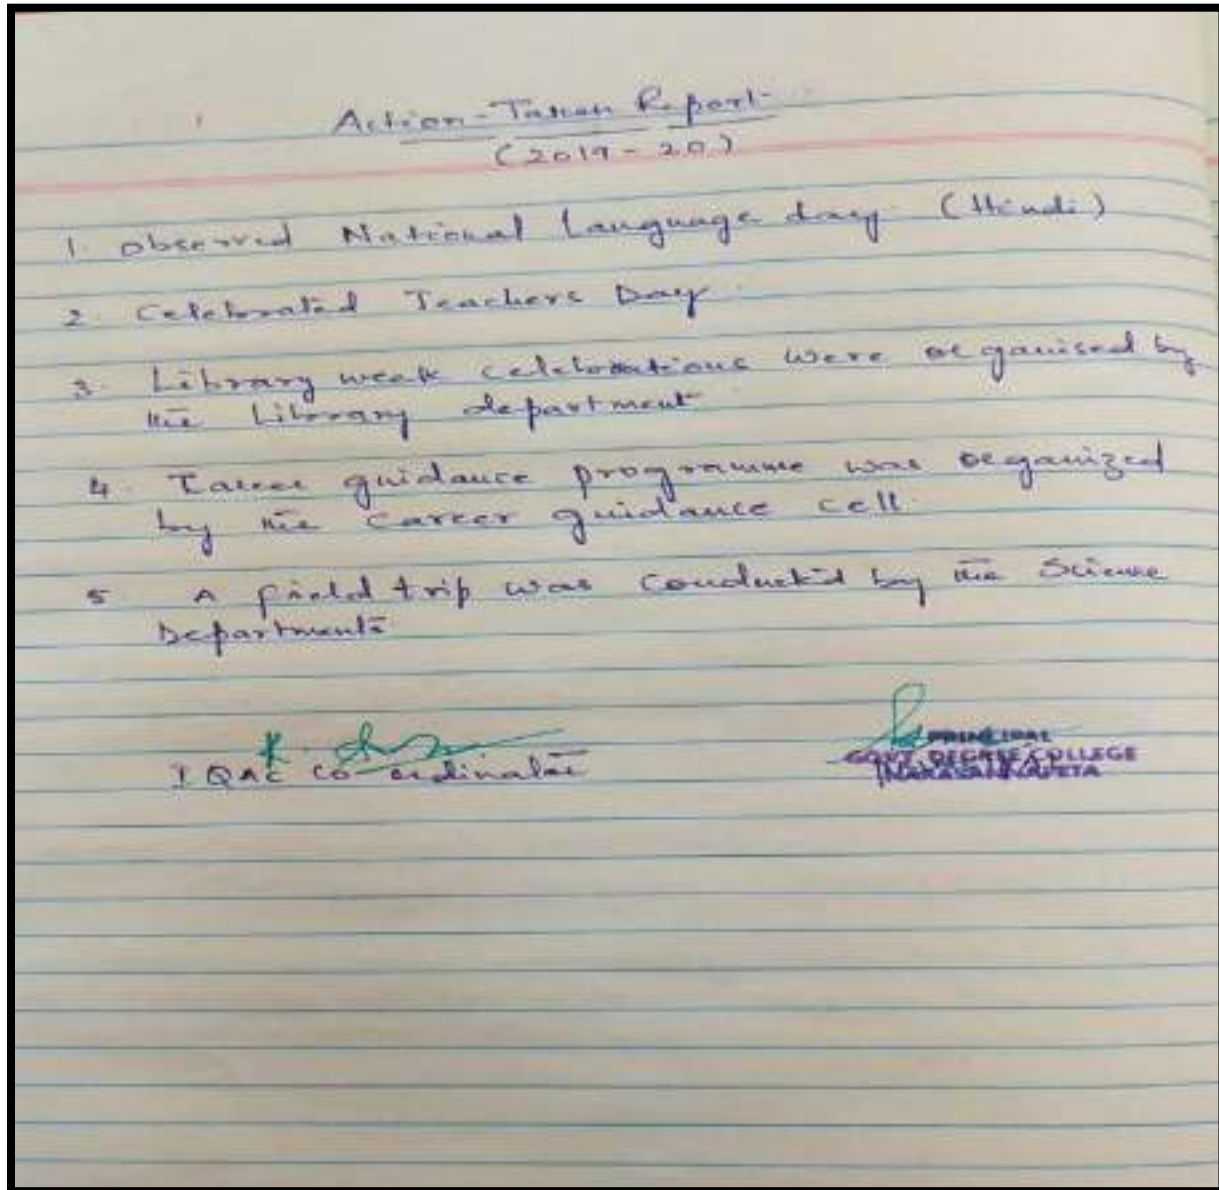 Action-Taken Report
(2019-20)
1. Observed National Language day (Hindi)
2. Celebrated Teachers Day.
3. Library week celebrations were organised by
the Library department
4. Career guidance programme was organized
by the career guidance cell.
5 A field trip was conducted by the Science
Departments
IQAC co-ordinator
PRINCIPAL
GOVT. DEGREE COLLEGE
NARASANNAPETA